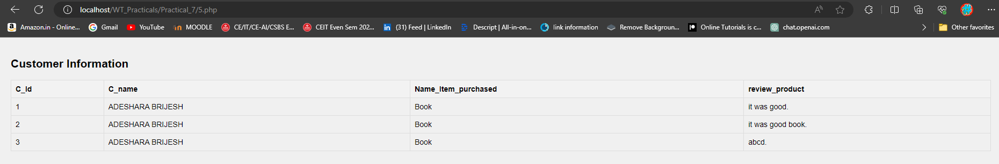 localhost/WT_Practicals/Practical_7/5.php
Amazon.in - Online... Gmail YouTube MOODLE CE/IT/CE-AI/CSBS E... CEIT Even Sem 202... (31) Feed | LinkedIn Descript | All-in-on... link information Remove Backgroun... Online Tutorials is c... chat.openai.com Other favorites
Customer Information
C_Id C_name Name_Item_purchased review_product
1 ADESHARA BRIJESH Book it was good.
2 ADESHARA BRIJESH Book it was good book.
3 ADESHARA BRIJESH Book abcd.